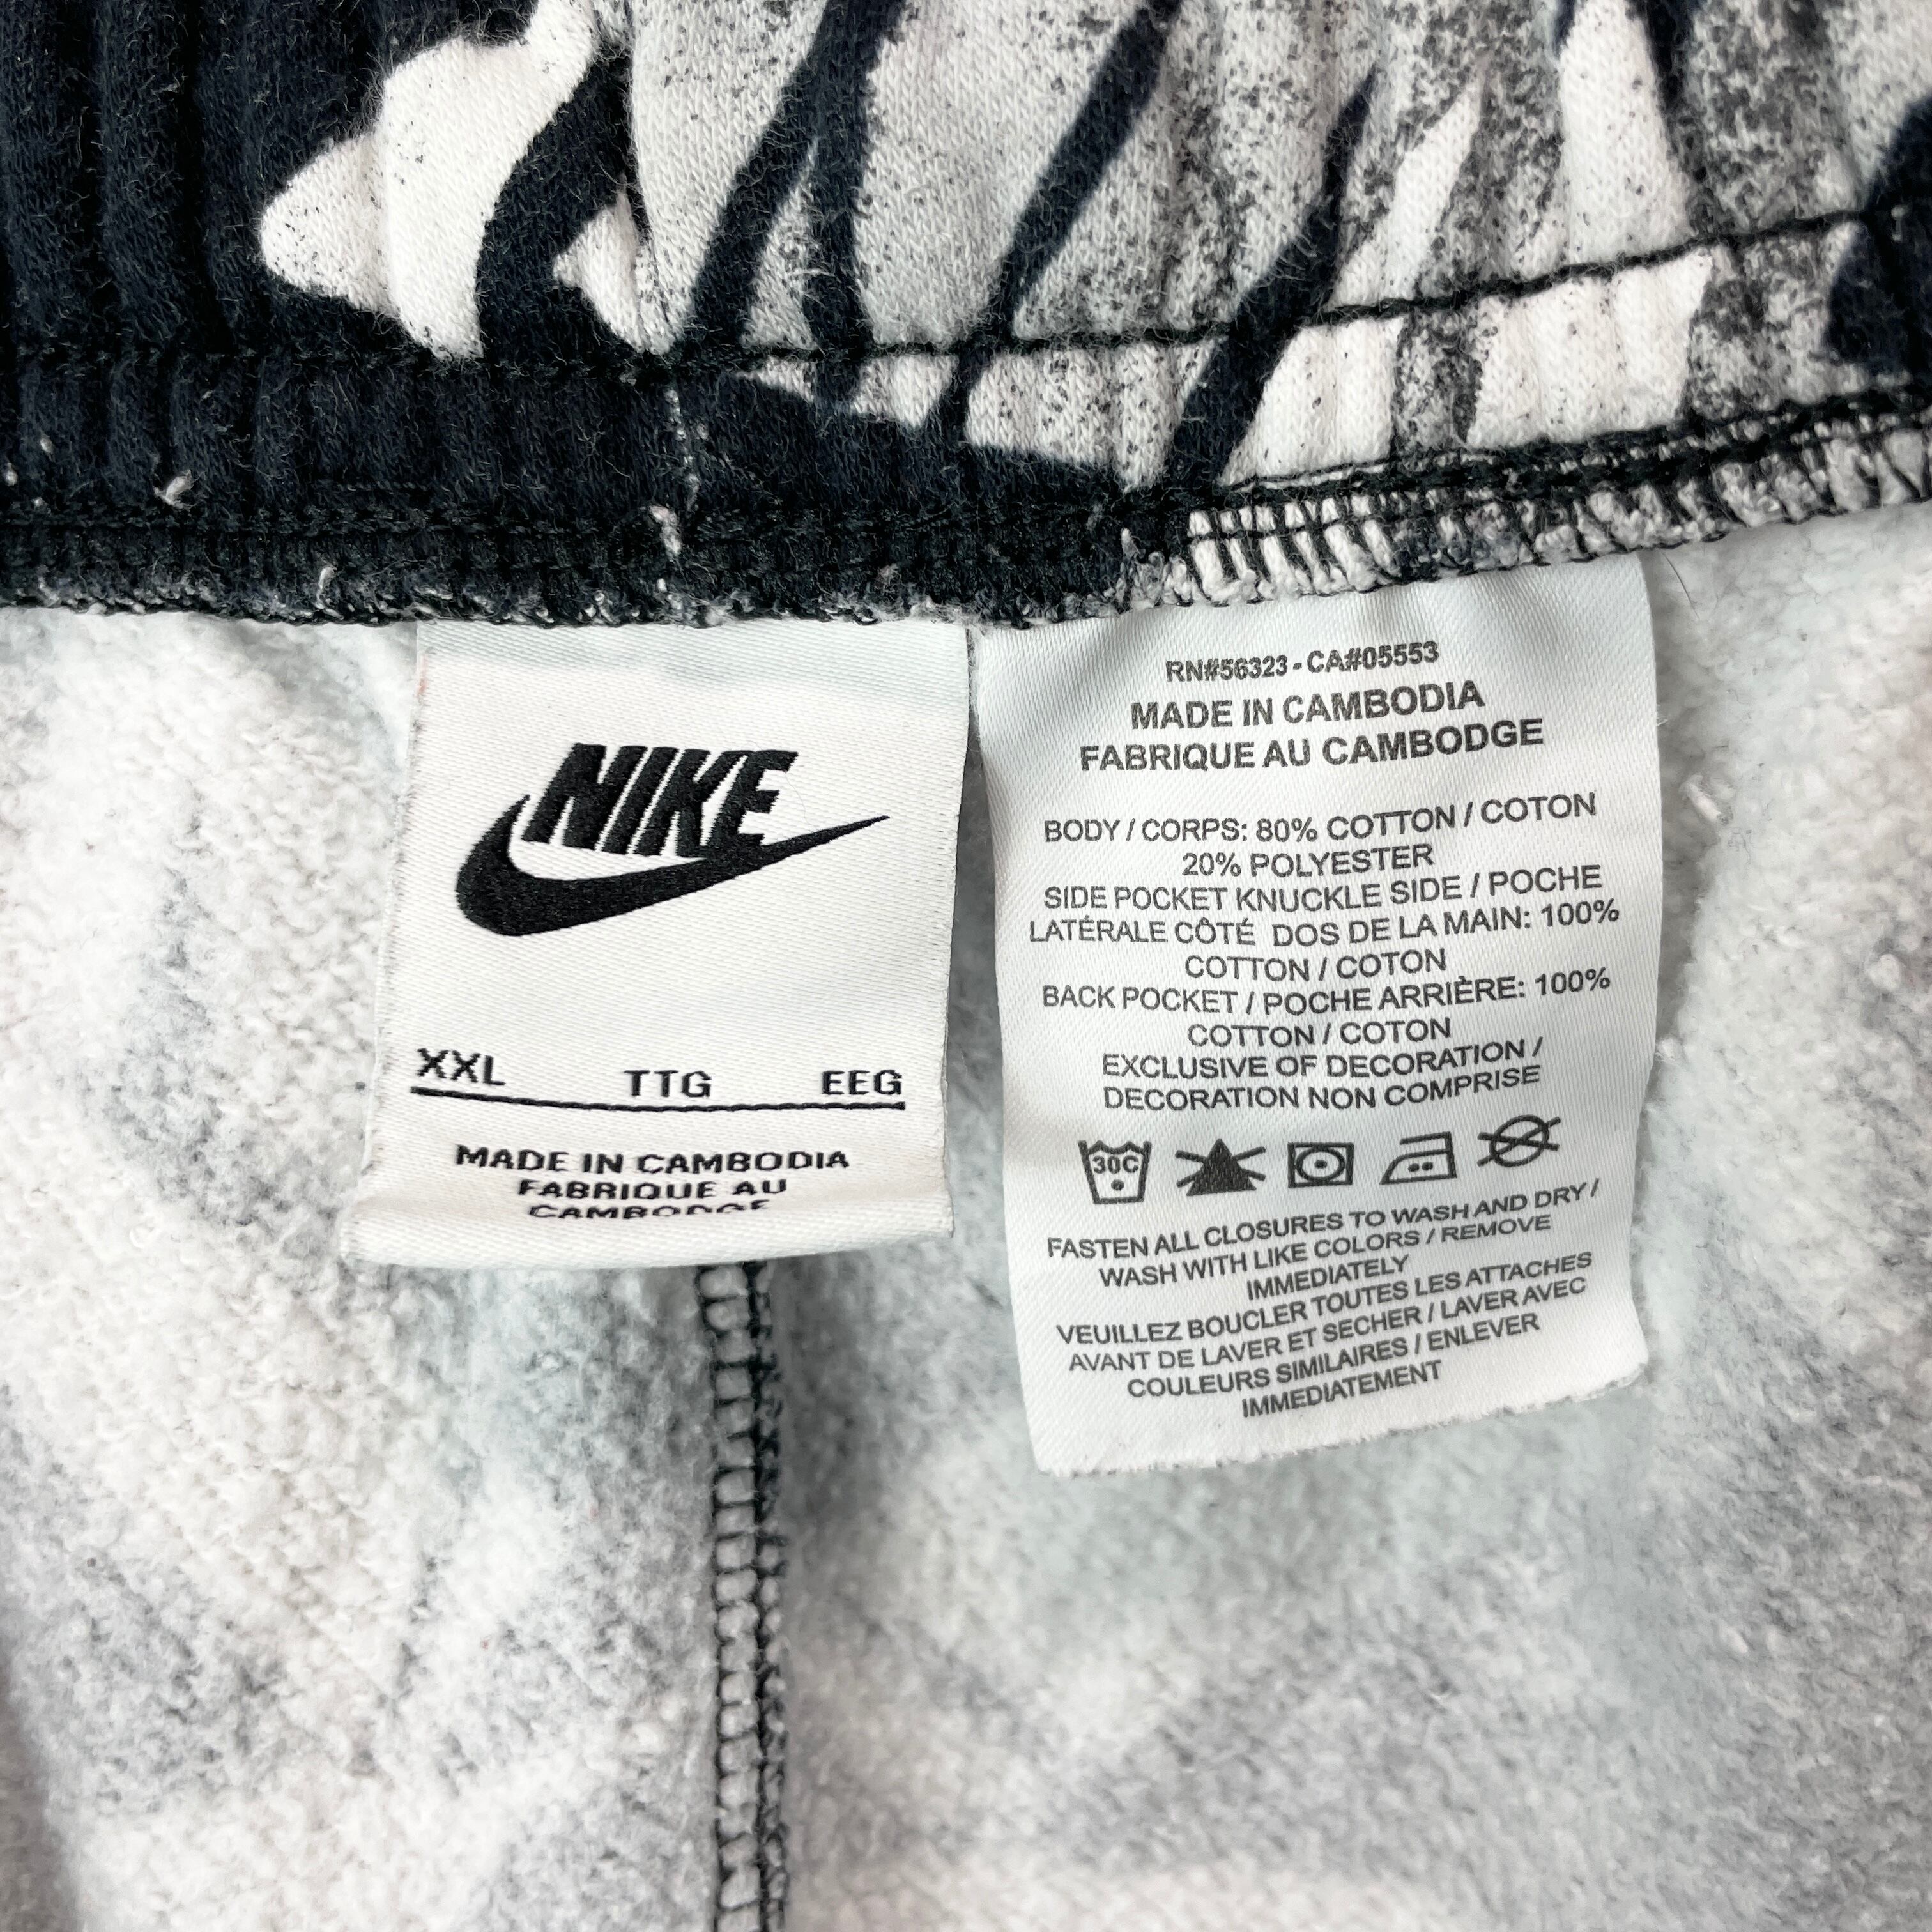 NIKE
XXL TTG EEG
MADE IN CAMBODIA
FABRIQUE AU
CAMBODGE
RN#56323 - CA#05553
MADE IN CAMBODIA
FABRIQUE AU CAMBODGE
BODY / CORPS: 80% COTTON / COTON
20% POLYESTER
SIDE POCKET KNUCKLE SIDE / POCHE
LATÉRALE CÔTÉ DOS DE LA MAIN: 100%
COTTON / COTON
BACK POCKET / POCHE ARRIÈRE: 100%
COTTON / COTON
EXCLUSIVE OF DECORATION /
DECORATION NON COMPRISE
30C
FASTEN ALL CLOSURES TO WASH AND DRY /
WASH WITH LIKE COLORS / REMOVE
IMMEDIATELY
VEUILLEZ BOUCLER TOUTES LES ATTACHES
AVANT DE LAVER ET SECHER / LAVER AVEC
COULEURS SIMILAIRES / ENLEVER
IMMEDIATEMENT